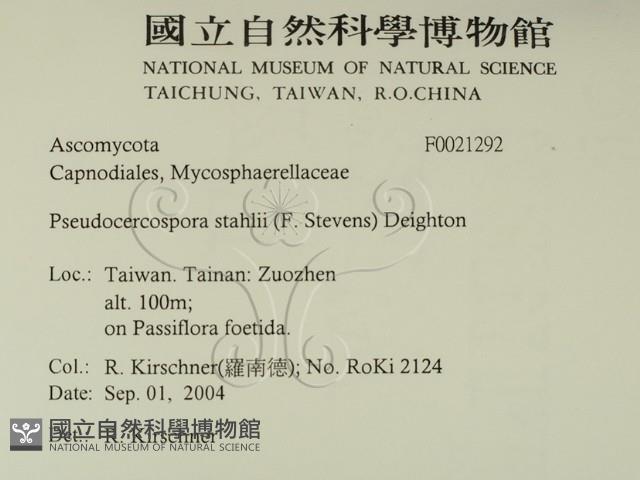 國立自然科學博物館
NATIONAL MUSEUM OF NATURAL SCIENCE
TAICHUNG, TAIWAN, R.O.CHINA
Ascomycota F0021292
Capnodiales, Mycosphaerellaceae
Pseudocercospora stahlii (F. Stevens) Deighton
Loc.: Taiwan. Tainan: Zuozhen
alt. 100m;
on Passiflora foetida.
Col.: R. Kirschner(羅南德); No. RoKi 2124
Date: Sep. 01, 2004
Det.: R. Kirschner
國立自然科學博物館
NATIONAL MUSEUM OF NATURAL SCIENCE